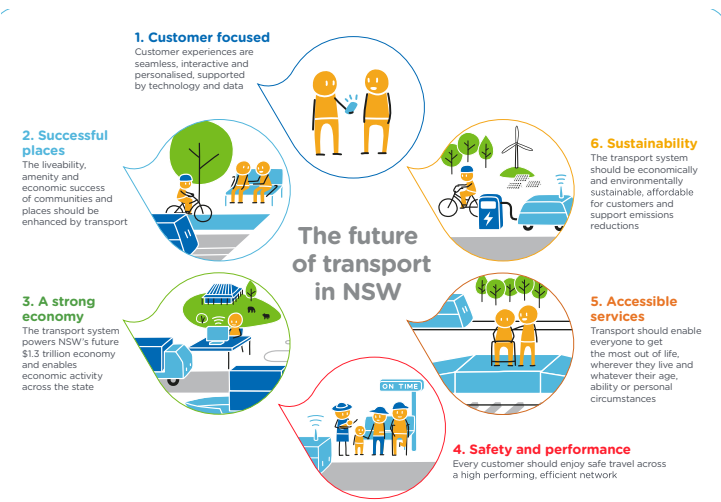 1. Customer focused
Customer experiences are
seamless, interactive and
personalised, supported
by technology and data
2. Successful
places
The liveability,
amenity and
economic success
of communities and
places should be
enhanced by transport
6. Sustainability
The transport system
should be economically
and environmentally
sustainable, affordable
for customers and
support emissions
reductions
The future
of transport
in NSW
3. A strong
economy
The transport system
powers NSW's future
$1.3 trillion economy
and enables
economic activity
across the state
5. Accessible
services
Transport should enable
everyone to get
the most out of life,
wherever they live and
whatever their age,
ability or personal
circumstances
ON TIME
4. Safety and performance
Every customer should enjoy safe travel across
a high performing, efficient network